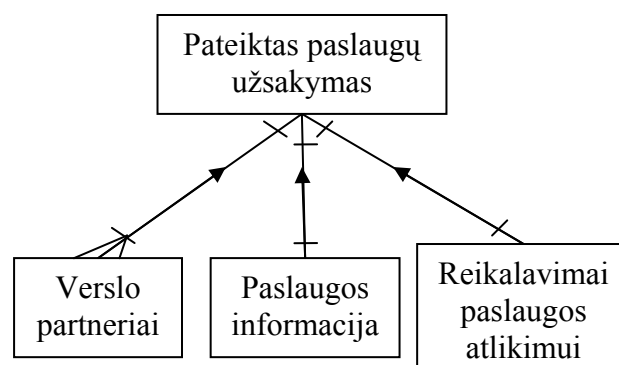 Pateiktas paslaugų
užsakymas
Verslo
partneriai
Paslaugos
informacija
Reikalavimai
paslaugos
atlikimui